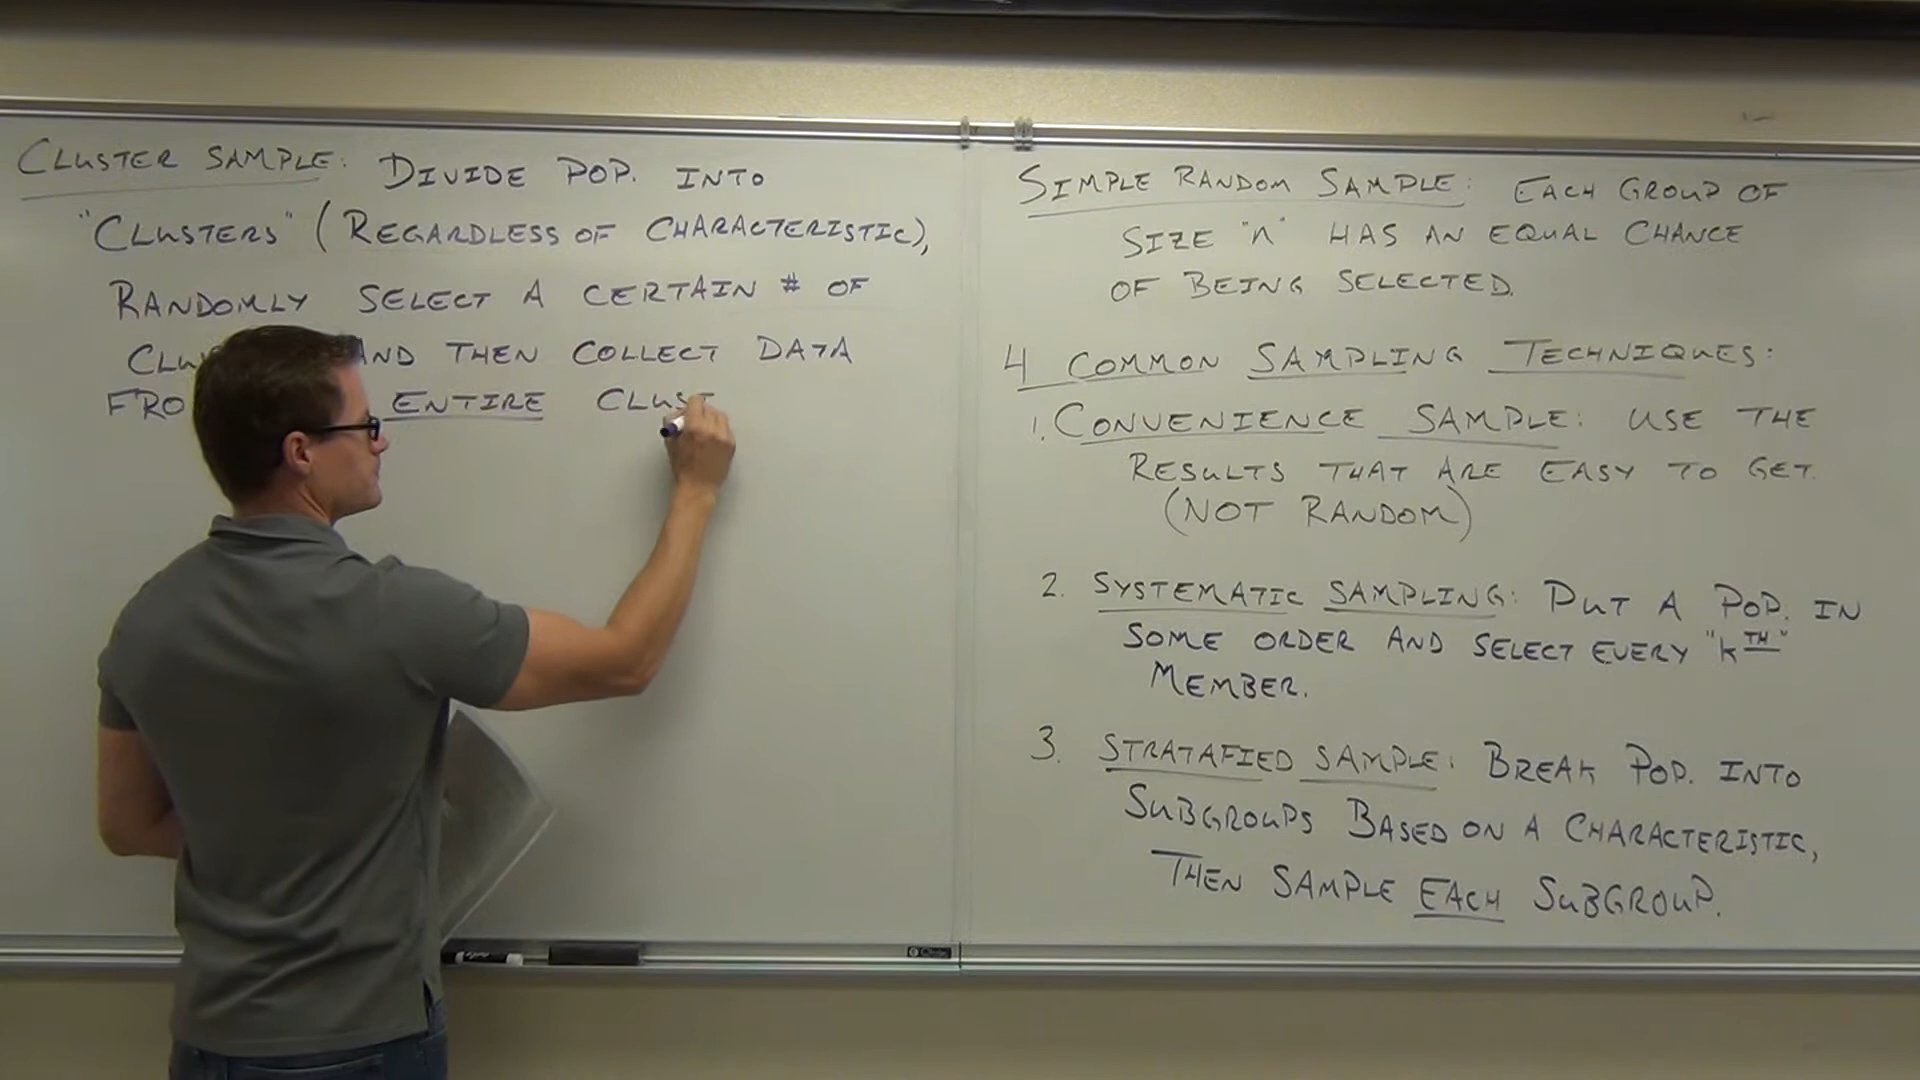 CLUSTER SAMPLE: DIVIDE POP. INTO
"CLUSTERS" (REGARDLESS OF CHARACTERISTIC),
RANDOMLY SELECT A CERTAIN # OF
AND THEN COLLECT DATA
ENTIRE CLUST
SIMPLE RANDOM SAMPLE: EACH GROUP OF
SIZE "n" HAS AN EQUAL CHANCE
OF BEING SELECTED.
4 COMMON SAMPLING TECHNIQUES:
1. CONVENIENCE SAMPLE: USE THE
RESULTS THAT ARE EASY TO GET.
(NOT RANDOM)
2. SYSTEMATIC SAMPLING: PUT A POP. IN
SOME ORDER AND SELECT EVERY "kTH"
MEMBER.
3. STRATAFIED SAMPLE: BREAK POP. INTO
SUBGROUPS BASED ON A CHARACTERISTIC,
THEN SAMPLE EACH SUBGROUP.